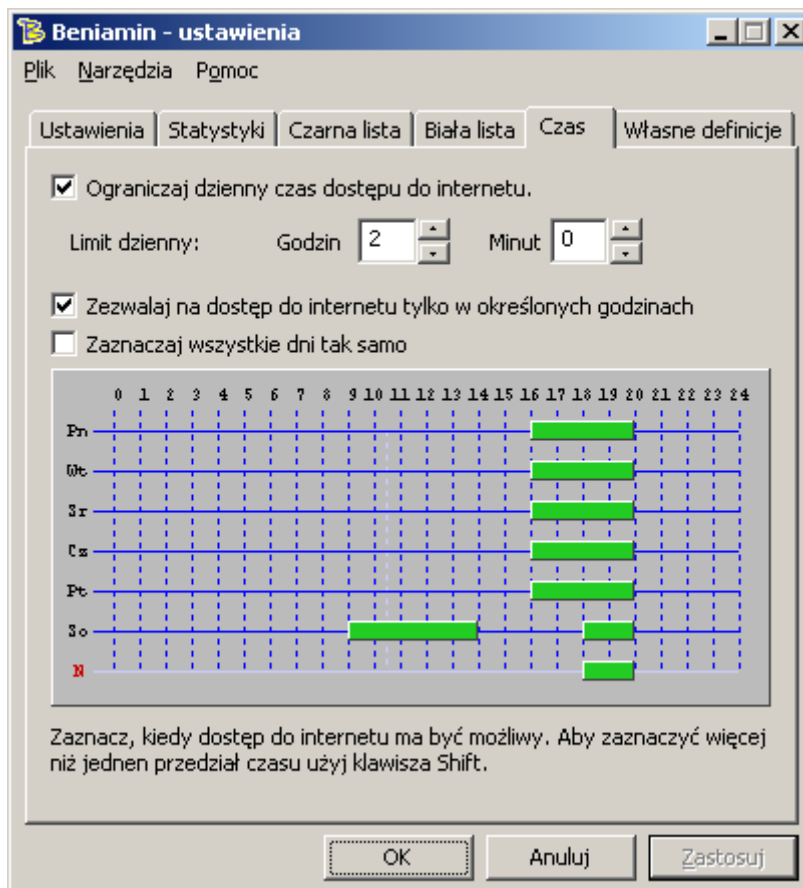 Beniamin - ustawienia
Plik Narzędzia Pomoc
Ustawienia Statystyki Czarna lista Biała lista Czas Własne definicje
Ograniczaj dzienny czas dostępu do internetu.
Limit dzienny: Godzin 2 Minut 0
Zezwalaj na dostęp do internetu tylko w określonych godzinach
Zaznaczaj wszystkie dni tak samo
0 1 2 3 4 5 6 7 8 9 10 11 12 13 14 15 16 17 18 19 20 21 22 23 24
Pn
Wt
Sr
Cz
Pt
So
N
Zaznacz, kiedy dostęp do internetu ma być możliwy. Aby zaznaczyć więcej
niż jednen przedział czasu użyj klawisza Shift.
OK Anuluj Zastosuj